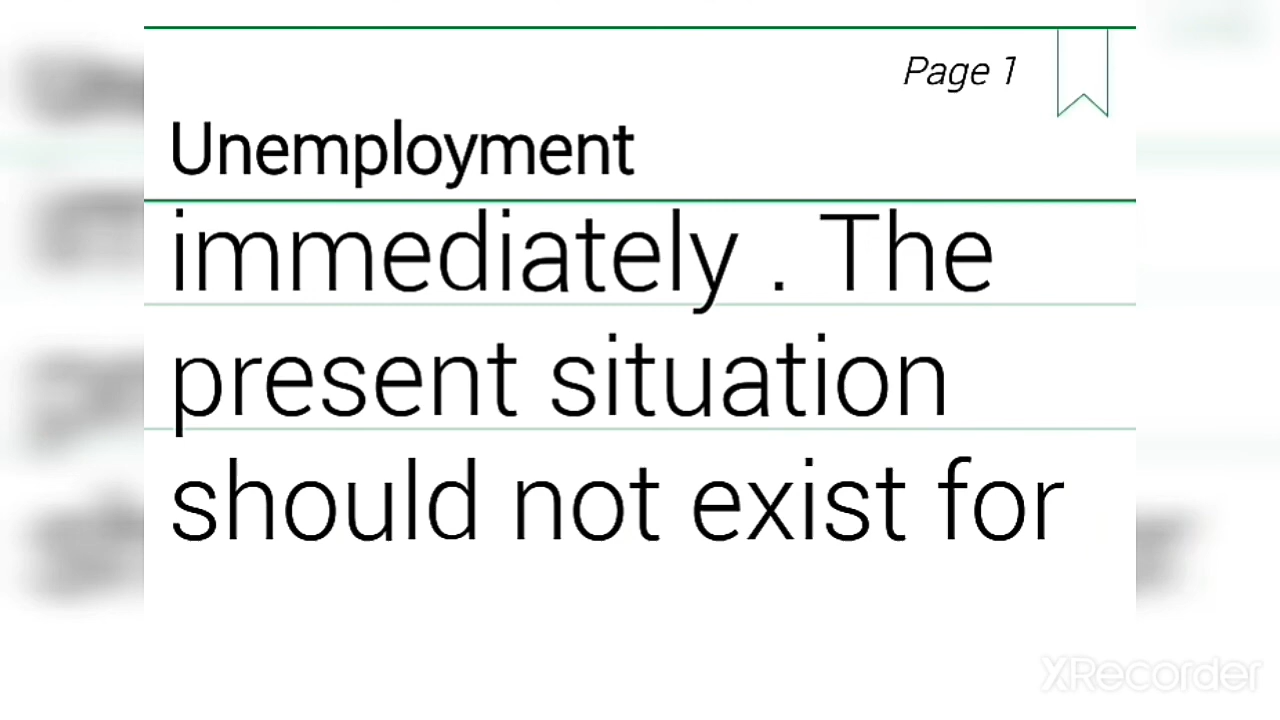 Page 1
Unemployment
immediately . The
present situation
should not exist for
XRecorder